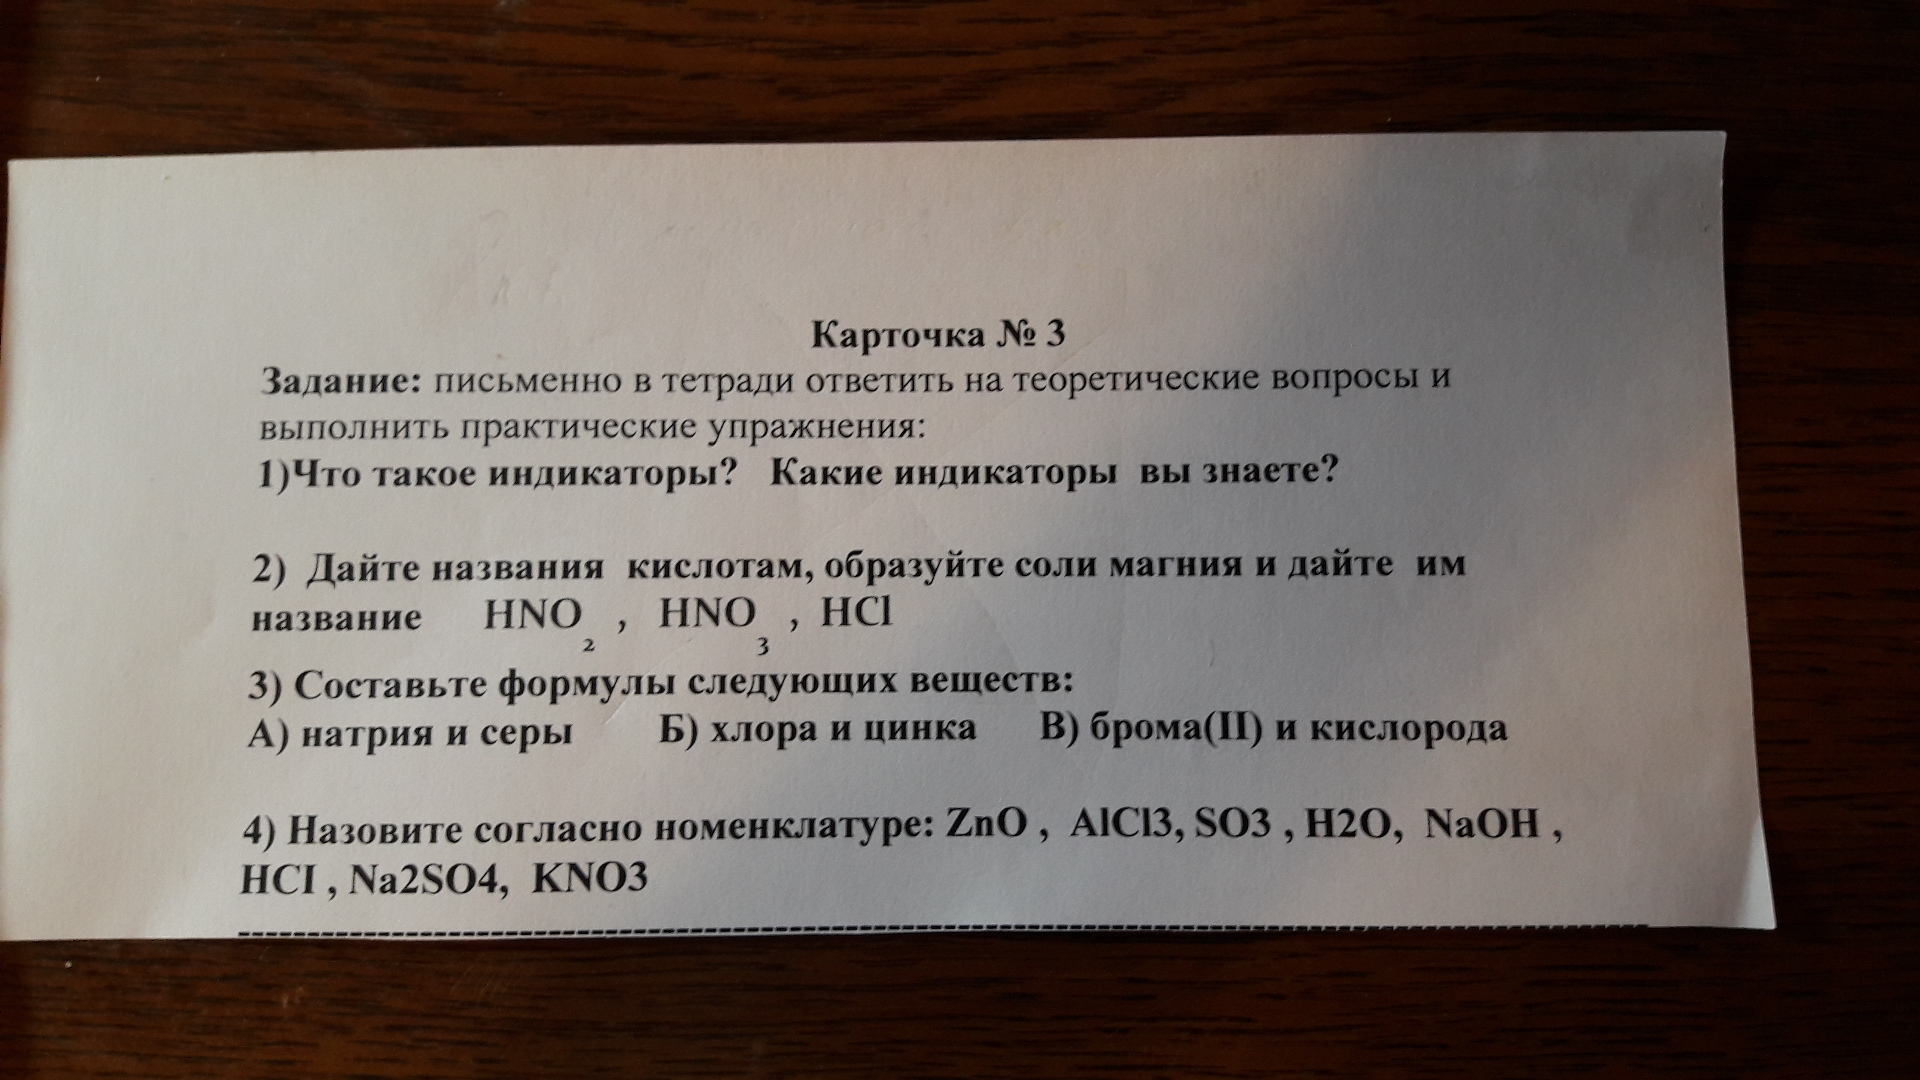 Карточка № 3
Задание: письменно в тетради ответить на теоретические вопросы и
выполнить практические упражнения:
1)Что такое индикаторы? Какие индикаторы вы знаете?
2) Дайте названия кислотам, образуйте соли магния и дайте им
название HNO₂ , HNO₃ , HCl
3) Составьте формулы следующих веществ:
А) натрия и серы Б) хлора и цинка В) брома(II) и кислорода
4) Назовите согласно номенклатуре: ZnO , AlCl3, SO3 , H2O, NaOH ,
HCI , Na2SO4, KNO3